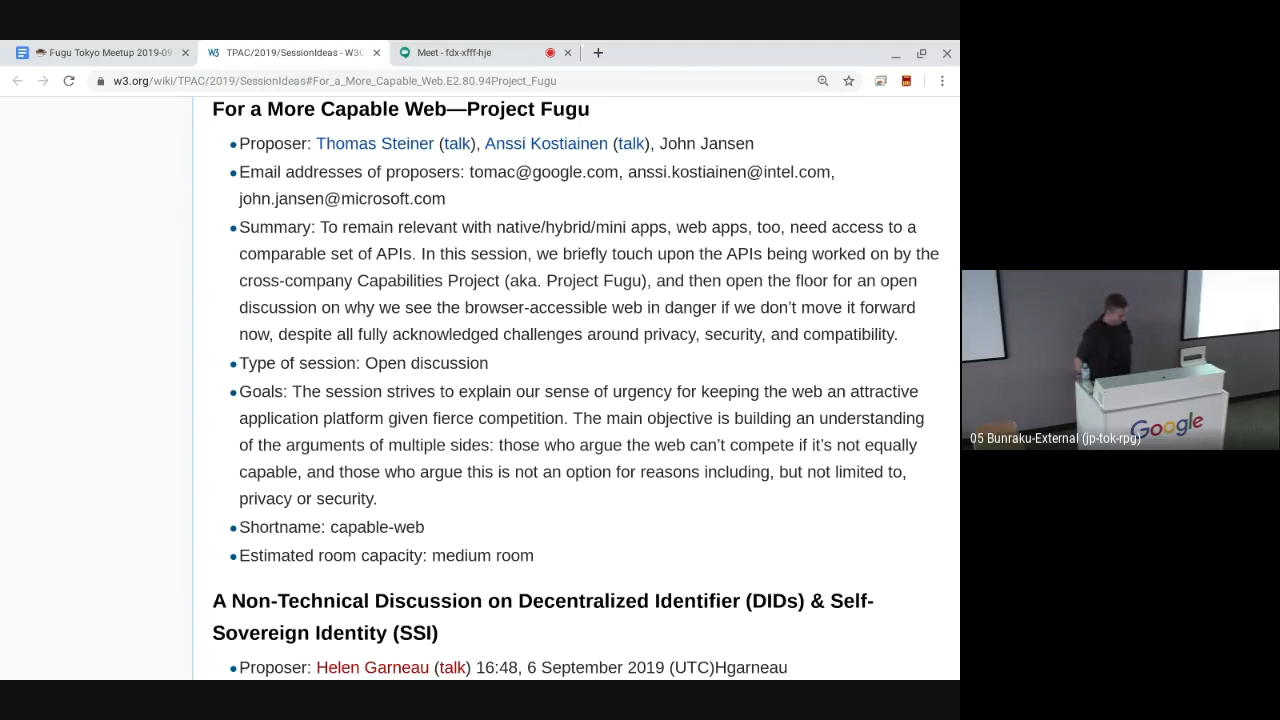 Fugu Tokyo Meetup 2019-09
TPAC/2019/SessionIdeas - W3C
Meet - fdx-xfff-hje
w3.org/wiki/TPAC/2019/SessionIdeas#For_a_More_Capable_Web.E2.80.94Project_Fugu
For a More Capable Web—Project Fugu
Proposer: Thomas Steiner (talk), Anssi Kostiainen (talk), John Jansen
Email addresses of proposers: tomac@google.com, anssi.kostiainen@intel.com,
john.jansen@microsoft.com
Summary: To remain relevant with native/hybrid/mini apps, web apps, too, need access to a
comparable set of APIs. In this session, we briefly touch upon the APIs being worked on by the
cross-company Capabilities Project (aka. Project Fugu), and then open the floor for an open
discussion on why we see the browser-accessible web in danger if we don't move it forward
now, despite all fully acknowledged challenges around privacy, security, and compatibility.
Type of session: Open discussion
Goals: The session strives to explain our sense of urgency for keeping the web an attractive
application platform given fierce competition. The main objective is building an understanding
of the arguments of multiple sides: those who argue the web can't compete if it's not equally
capable, and those who argue this is not an option for reasons including, but not limited to,
privacy or security.
Shortname: capable-web
Estimated room capacity: medium room
A Non-Technical Discussion on Decentralized Identifier (DIDs) & Self-
Sovereign Identity (SSI)
Proposer: Helen Garneau (talk) 16:48, 6 September 2019 (UTC)Hgarneau
Google
05 Bunraku-External (jp-tok-rpg)